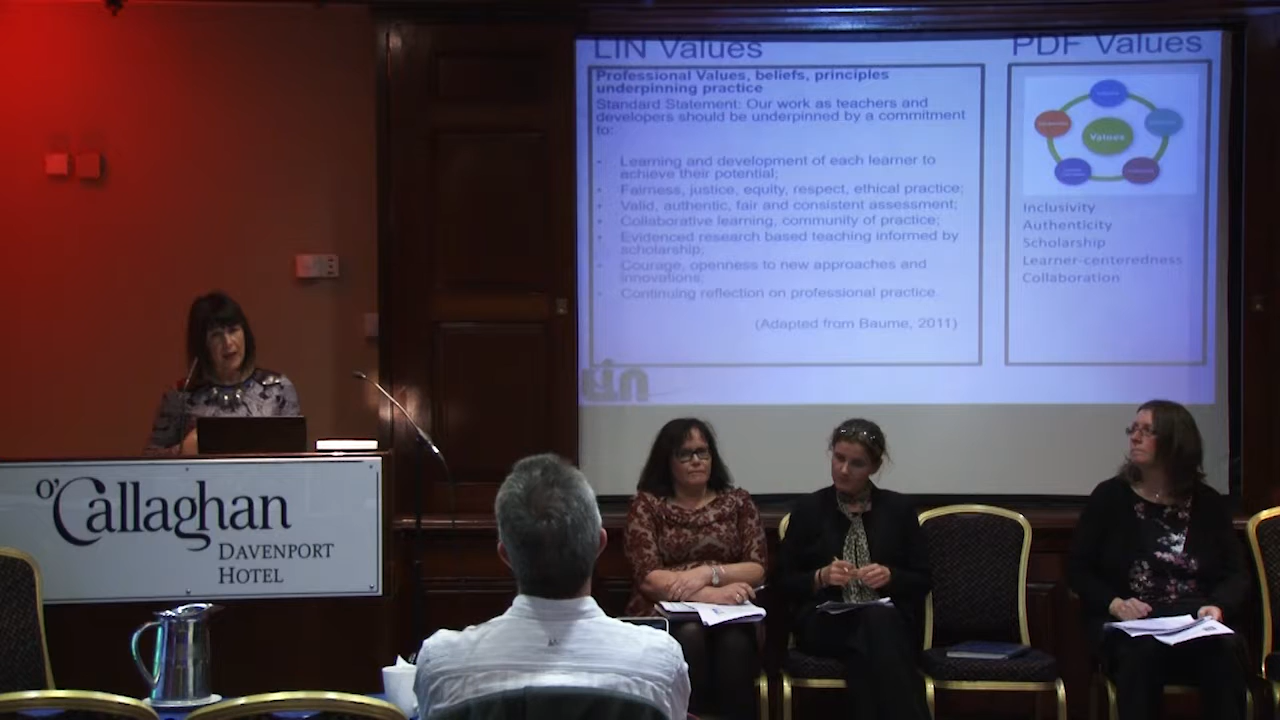 LIN Values
Professional Values, beliefs, principles
underpinning practice
Standard Statement: Our work as teachers and
developers should be underpinned by a commitment
to:
- Learning and development of each learner to
achieve their potential;
- Fairness, justice, equity, respect, ethical practice;
- Valid, authentic, fair and consistent assessment;
- Collaborative learning, community of practice;
- Evidenced research based teaching informed by
scholarship;
- Courage, openness to new approaches and
innovations;
- Continuing reflection on professional practice.
(Adapted from Baume, 2011)
Lin
PDF Values
Values
Inclusivity
Authenticity
Scholarship
Learner-centeredness
Collaboration
O'Callaghan
DAVENPORT
HOTEL